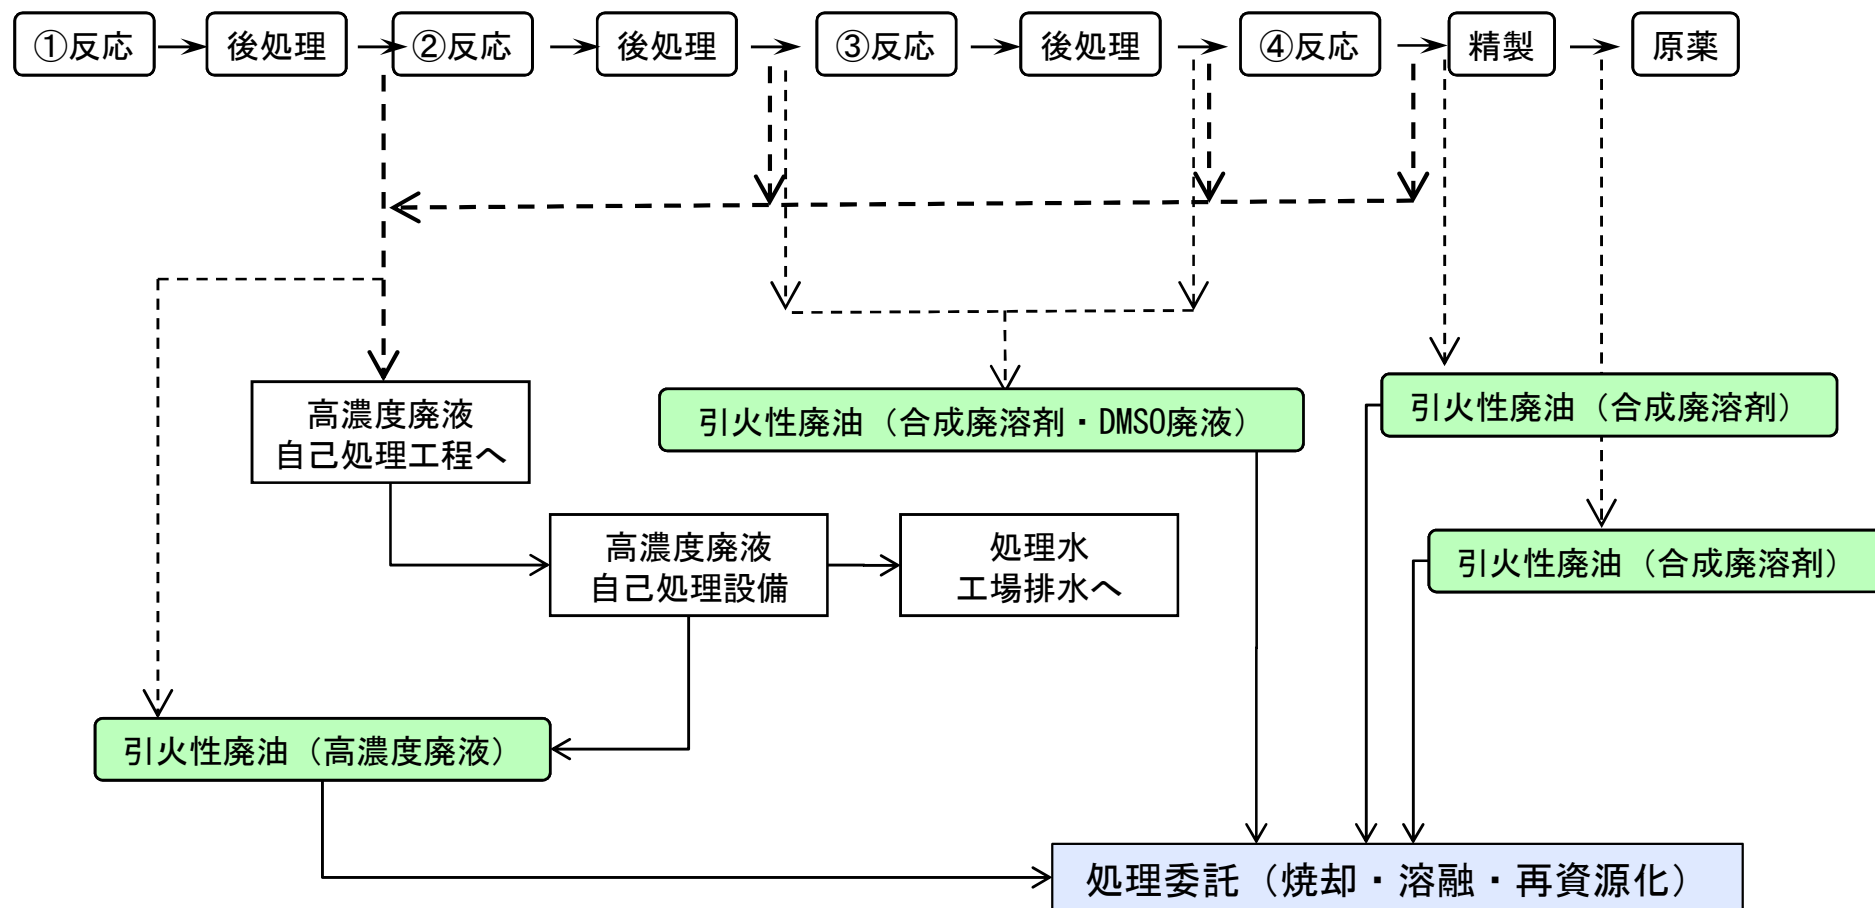 ①反応
後処理
②反応
後処理
③反応
後処理
④反応
精製
原薬
高濃度廃液
自己処理工程へ
引火性廃油（合成廃溶剤・DMSO廃液）
引火性廃油（合成廃溶剤）
高濃度廃液
自己処理設備
処理水
工場排水へ
引火性廃油（合成廃溶剤）
引火性廃油（高濃度廃液）
処理委託（焼却・溶融・再資源化）